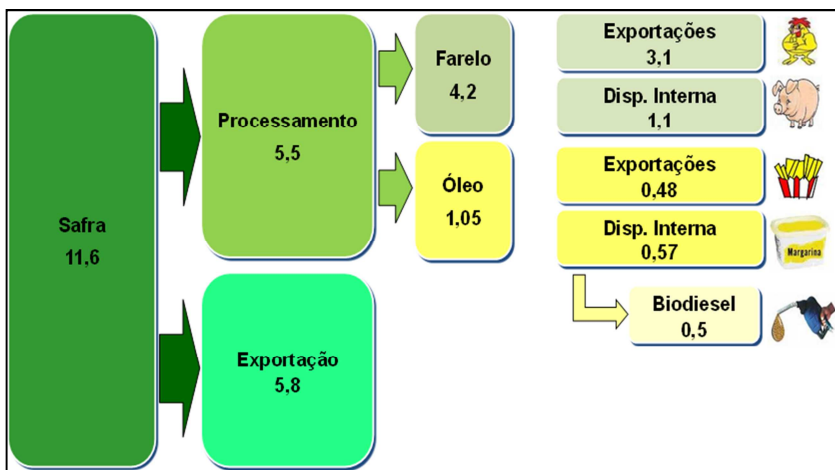 Safra
11,6
Processamento
5,5
Exportação
5,8
Farelo
4,2
Óleo
1,05
Exportações
3,1
Disp. Interna
1,1
Exportações
0,48
Disp. Interna
0,57
Margarina
Biodiesel
0,5